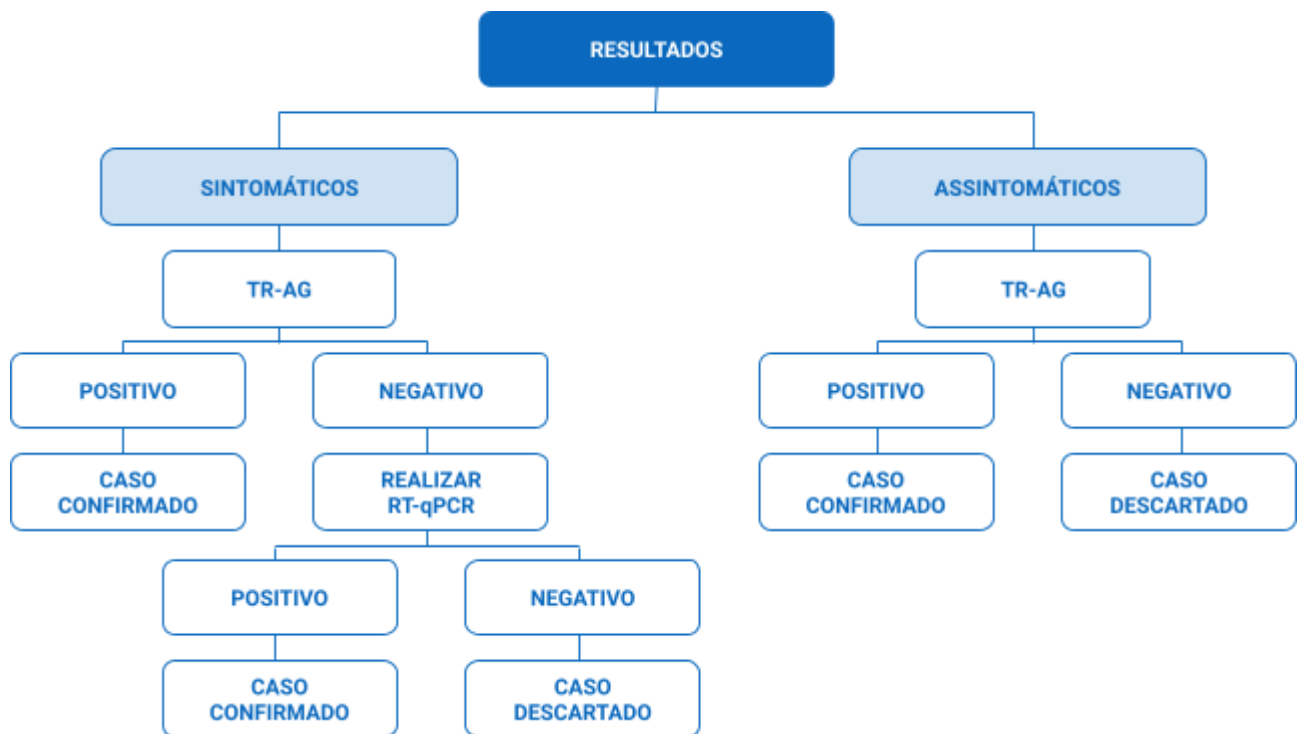 RESULTADOS
SINTOMÁTICOS
ASSINTOMÁTICOS
TR-AG
TR-AG
POSITIVO
NEGATIVO
POSITIVO
NEGATIVO
CASO
CONFIRMADO
REALIZAR
RT-qPCR
CASO
CONFIRMADO
CASO
DESCARTADO
POSITIVO
NEGATIVO
CASO
CONFIRMADO
CASO
DESCARTADO